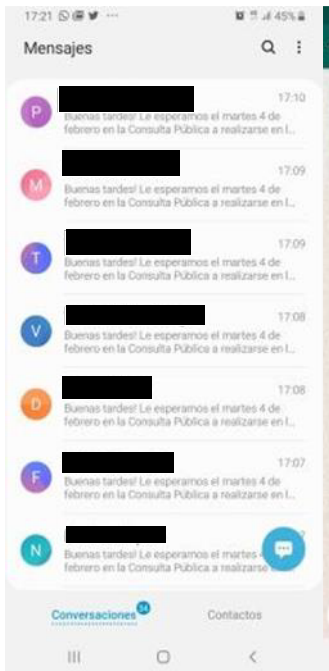 17:21 45%
Mensajes
P 17:10
Buenas tardes! Le esperamos el martes 4 de
febrero en la Consulta Pública a realizarse en l...
M 17:09
Buenas tardes! Le esperamos el martes 4 de
febrero en la Consulta Pública a realizarse en l...
T 17:09
Buenas tardes! Le esperamos el martes 4 de
febrero en la Consulta Pública a realizarse en l...
V 17:08
Buenas tardes! Le esperamos el martes 4 de
febrero en la Consulta Pública a realizarse en l...
D 17:08
Buenas tardes! Le esperamos el martes 4 de
febrero en la Consulta Pública a realizarse en l...
F 17:07
Buenas tardes! Le esperamos el martes 4 de
febrero en la Consulta Pública a realizarse en l...
N
Buenas tardes! Le esperamos el martes
febrero en la Consulta Pública a realizarse
Conversaciones Contactos